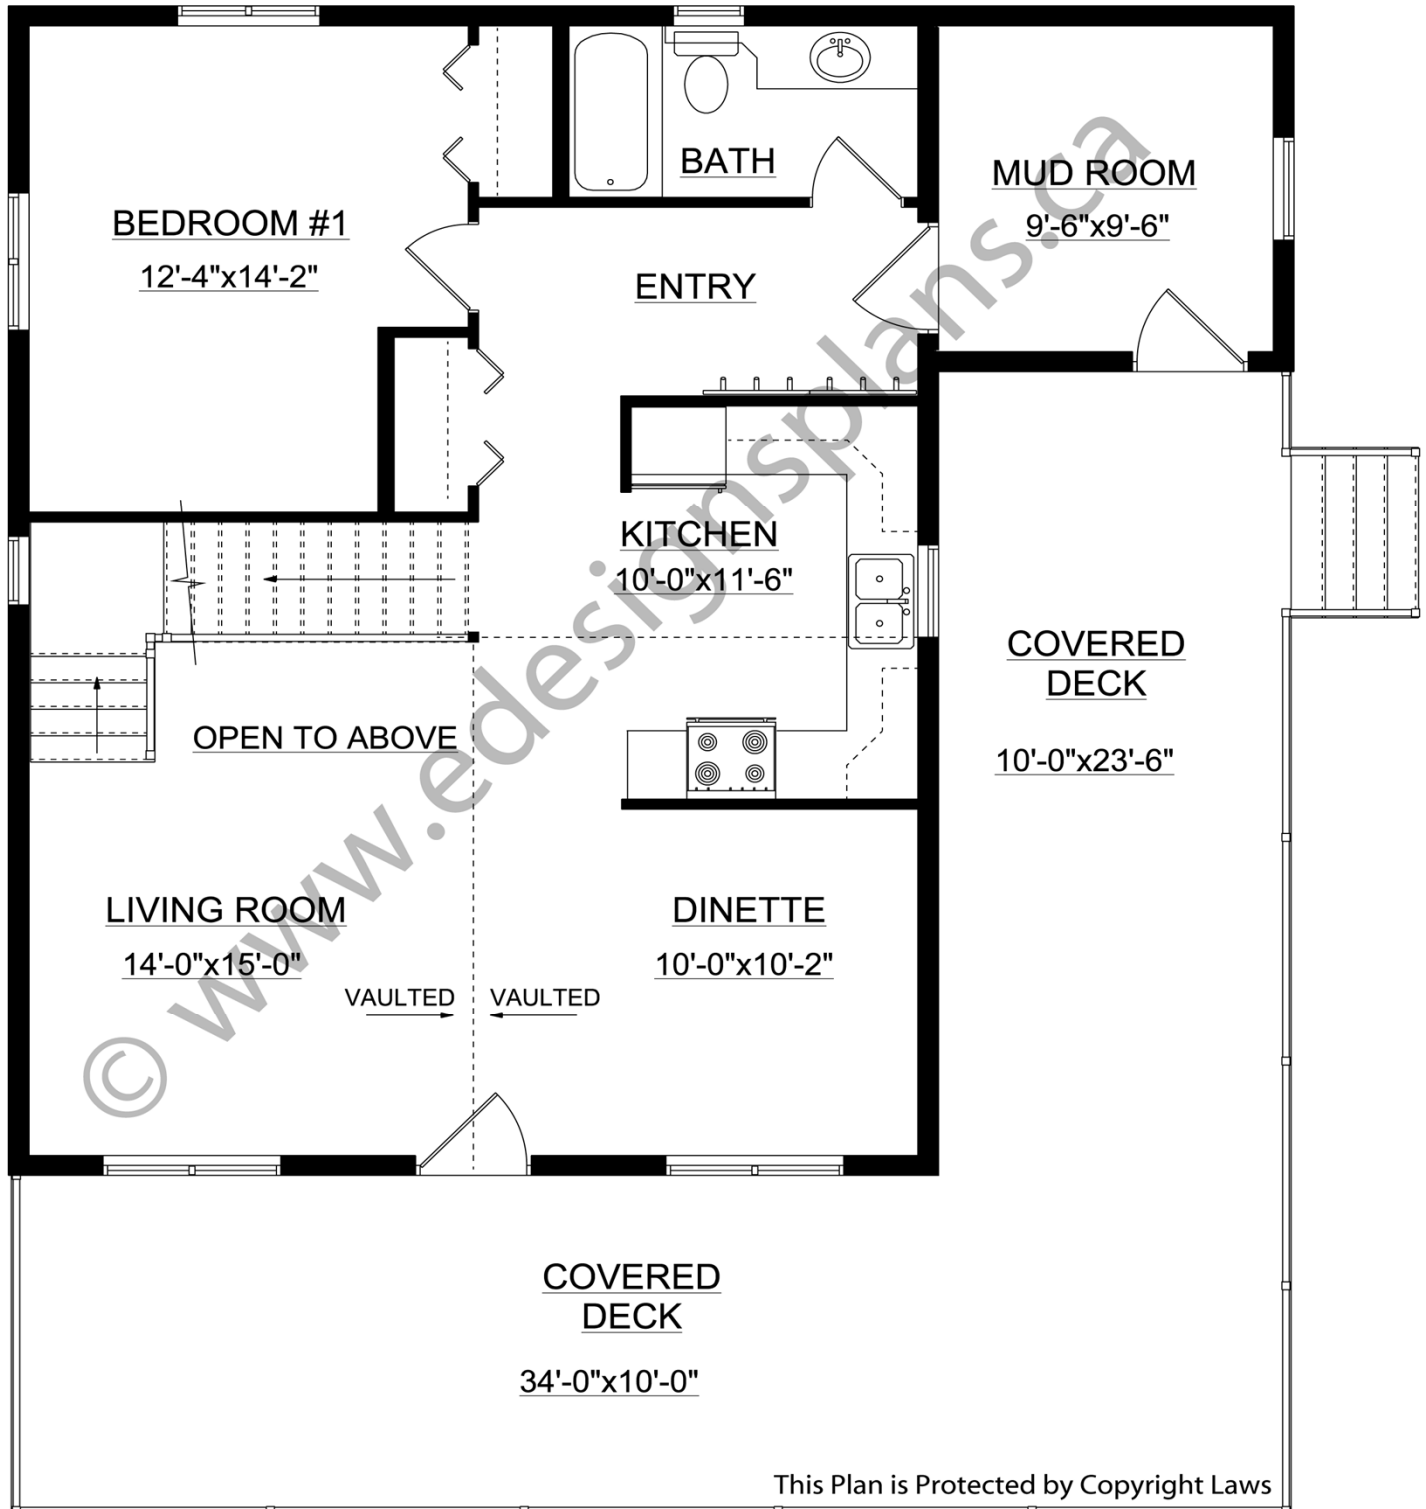 BATH
MUD ROOM
9'-6"x9'-6"
BEDROOM #1
12'-4"x14'-2"
ENTRY
KITCHEN
10'-0"x11'-6"
COVERED
DECK
10'-0"x23'-6"
OPEN TO ABOVE
LIVING ROOM
14'-0"x15'-0"
DINETTE
10'-0"x10'-2"
VAULTED
VAULTED
COVERED
DECK
34'-0"x10'-0"
© www.edesignsplans.ca
This Plan is Protected by Copyright Laws